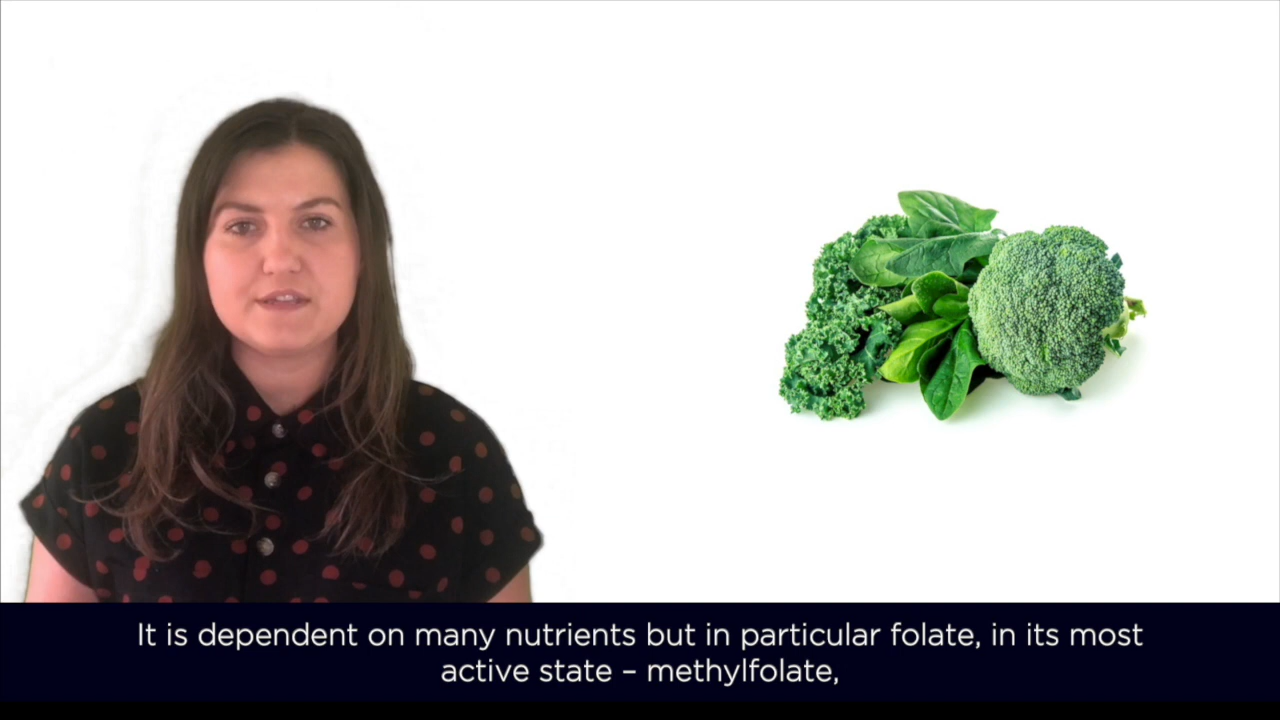 It is dependent on many nutrients but in particular folate, in its most
active state – methylfolate,